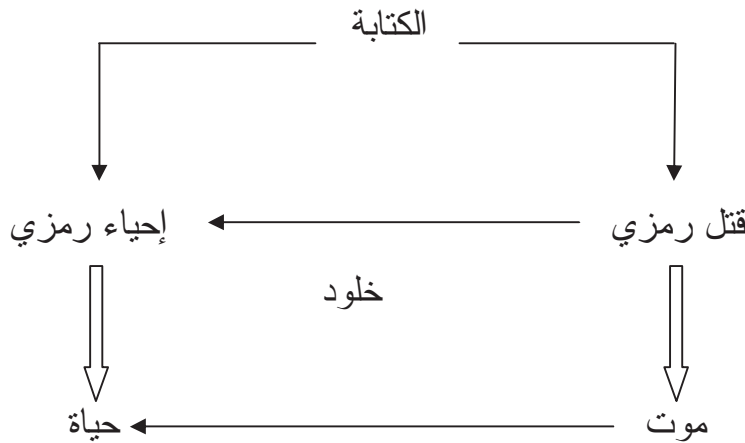 الكتابة
قتل رمزي
إحياء رمزي
خلود
موت
حياة